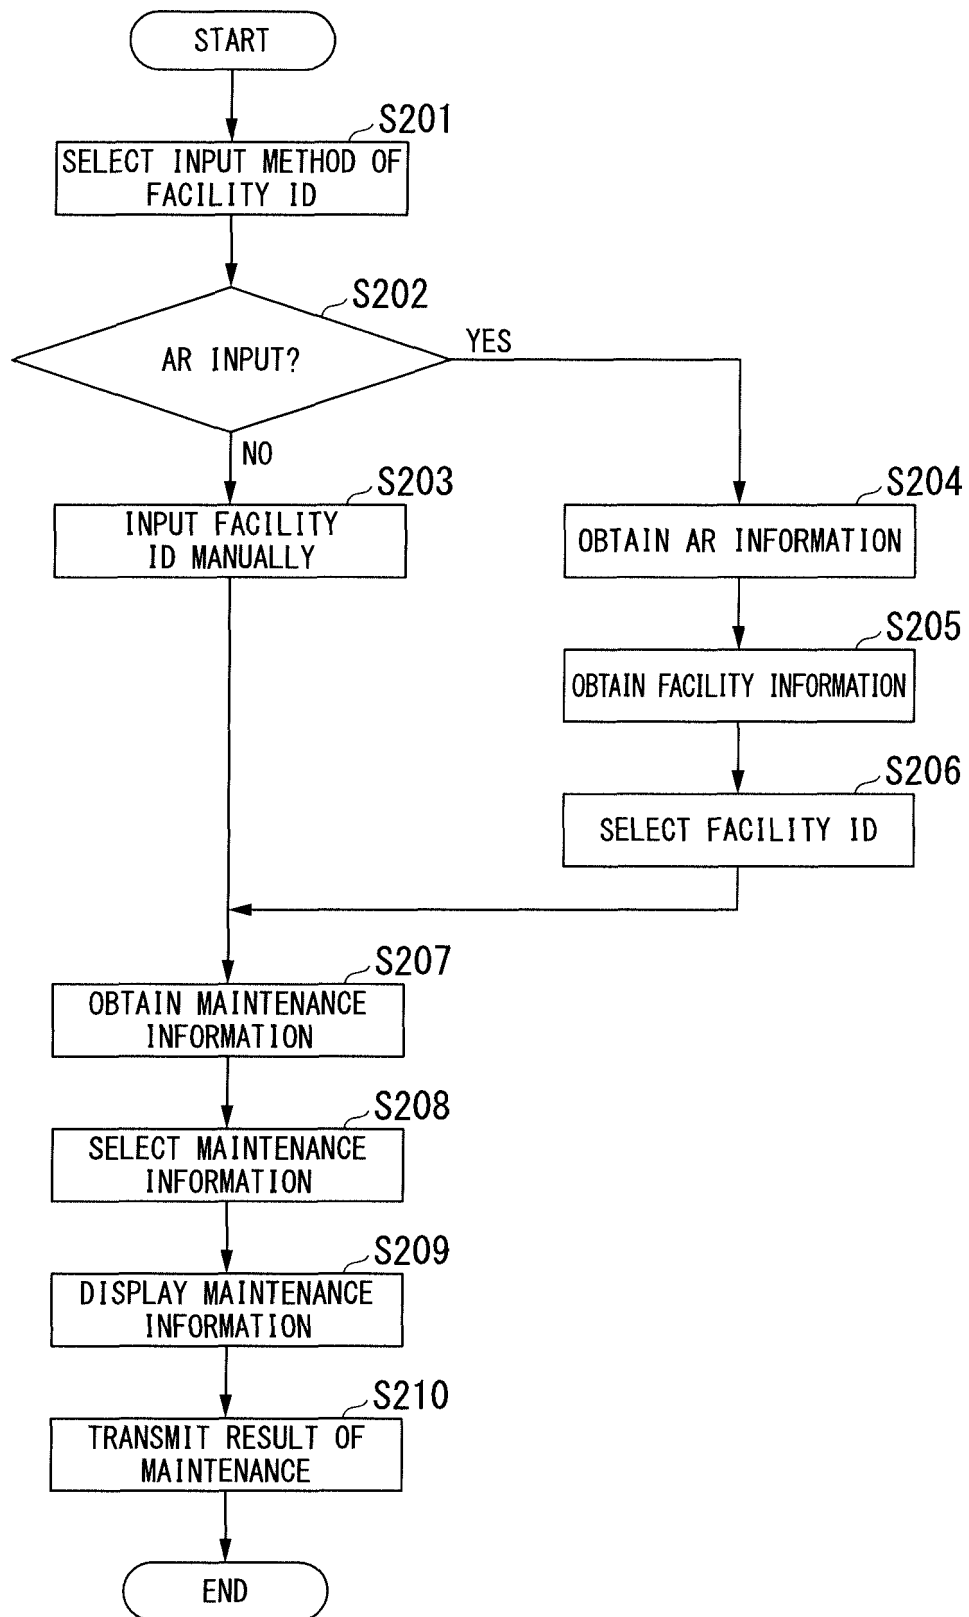 START
S201
SELECT INPUT METHOD OF
FACILITY ID
S202
AR INPUT?
YES
NO
S203
INPUT FACILITY
ID MANUALLY
S204
OBTAIN AR INFORMATION
S205
OBTAIN FACILITY INFORMATION
S206
SELECT FACILITY ID
S207
OBTAIN MAINTENANCE
INFORMATION
S208
SELECT MAINTENANCE
INFORMATION
S209
DISPLAY MAINTENANCE
INFORMATION
S210
TRANSMIT RESULT OF
MAINTENANCE
END